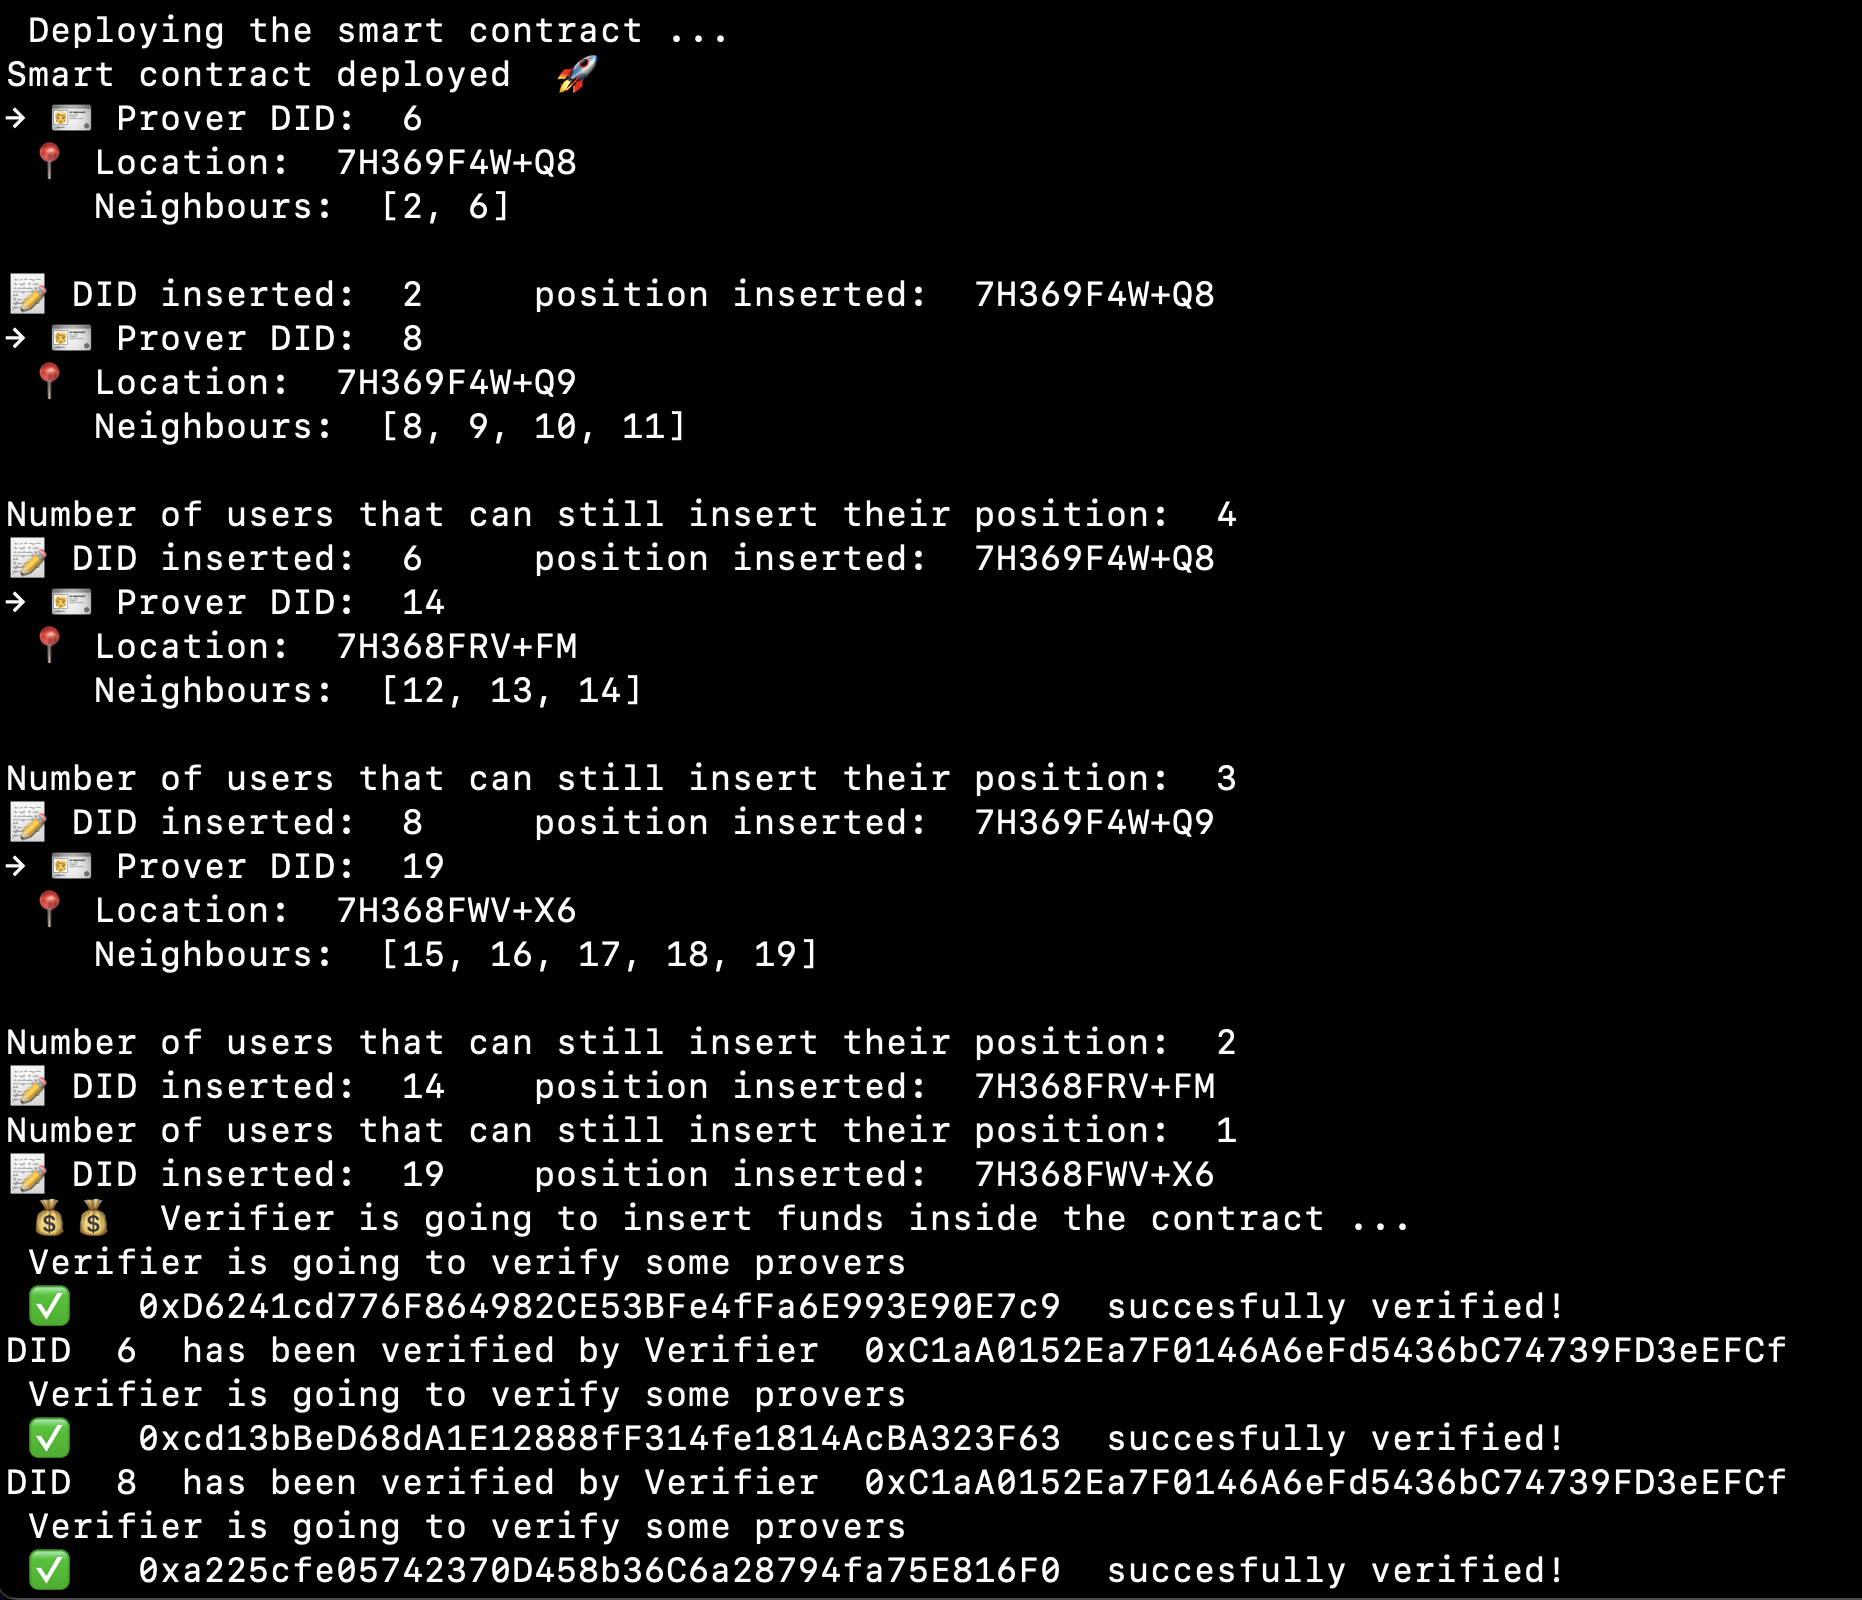 Deploying the smart contract ...
Smart contract deployed 🚀
→ 🪪 Prover DID: 6
📍 Location: 7H369F4W+Q8
Neighbours: [2, 6]
📝 DID inserted: 2 position inserted: 7H369F4W+Q8
→ 🪪 Prover DID: 8
📍 Location: 7H369F4W+Q9
Neighbours: [8, 9, 10, 11]
Number of users that can still insert their position: 4
📝 DID inserted: 6 position inserted: 7H369F4W+Q8
→ 🪪 Prover DID: 14
📍 Location: 7H368FRV+FM
Neighbours: [12, 13, 14]
Number of users that can still insert their position: 3
📝 DID inserted: 8 position inserted: 7H369F4W+Q9
→ 🪪 Prover DID: 19
📍 Location: 7H368FWV+X6
Neighbours: [15, 16, 17, 18, 19]
Number of users that can still insert their position: 2
📝 DID inserted: 14 position inserted: 7H368FRV+FM
Number of users that can still insert their position: 1
📝 DID inserted: 19 position inserted: 7H368FWV+X6
💰💰 Verifier is going to insert funds inside the contract ...
Verifier is going to verify some provers
✅ 0xD6241cd776F864982CE53BFe4fFa6E993E90E7c9 succesfully verified!
DID 6 has been verified by Verifier 0xC1aA0152Ea7F0146A6eFd5436bC74739FD3eEFCf
Verifier is going to verify some provers
✅ 0xcd13bBeD68dA1E12888fF314fe1814AcBA323F63 succesfully verified!
DID 8 has been verified by Verifier 0xC1aA0152Ea7F0146A6eFd5436bC74739FD3eEFCf
Verifier is going to verify some provers
✅ 0xa225cfe05742370D458b36C6a28794fa75E816F0 succesfully verified!